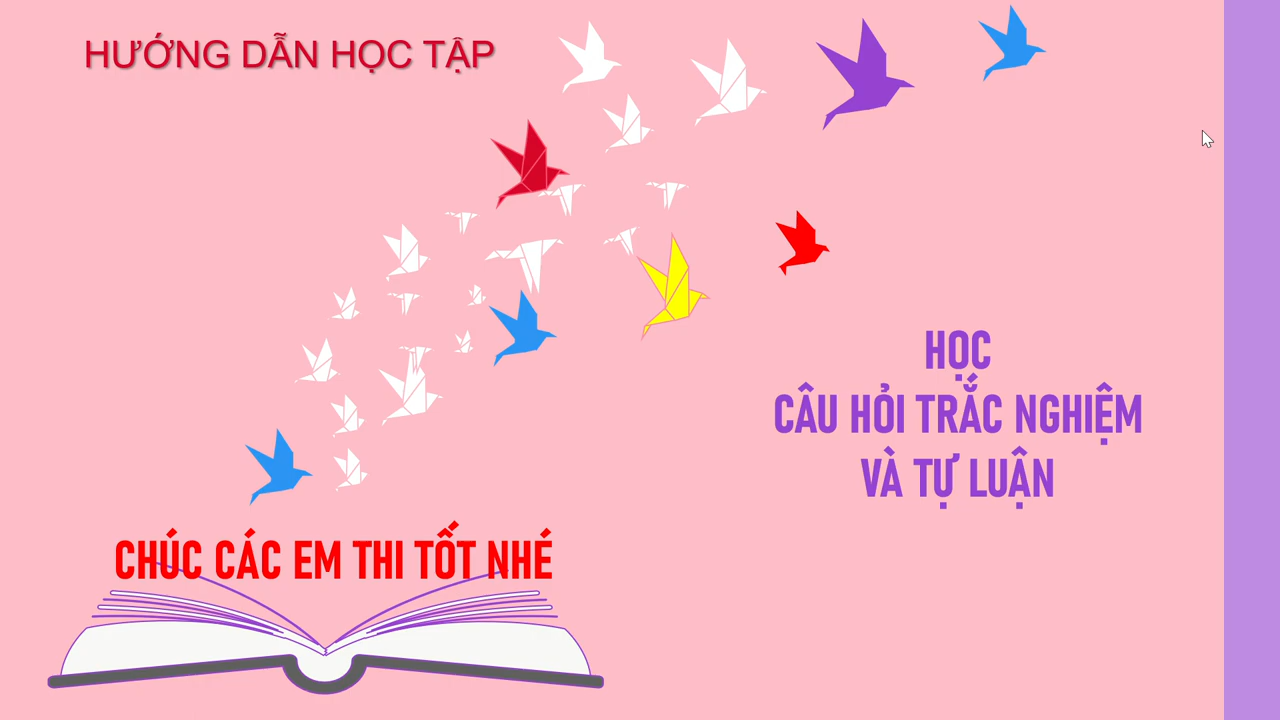 HƯỚNG DẪN HỌC TẬP
HỌC
CÂU HỎI TRẮC NGHIỆM
VÀ TỰ LUẬN
CHÚC CÁC EM THI TỐT NHÉ